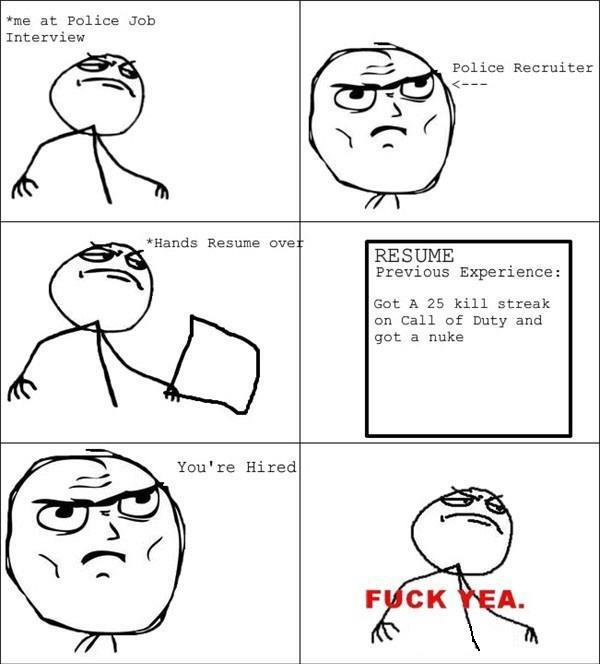 *me at Police Job
Interview
Police Recruiter
<---
*Hands Resume over
RESUME
Previous Experience:
Got A 25 kill streak
on Call of Duty and
got a nuke
You're Hired
FUCK YEA.